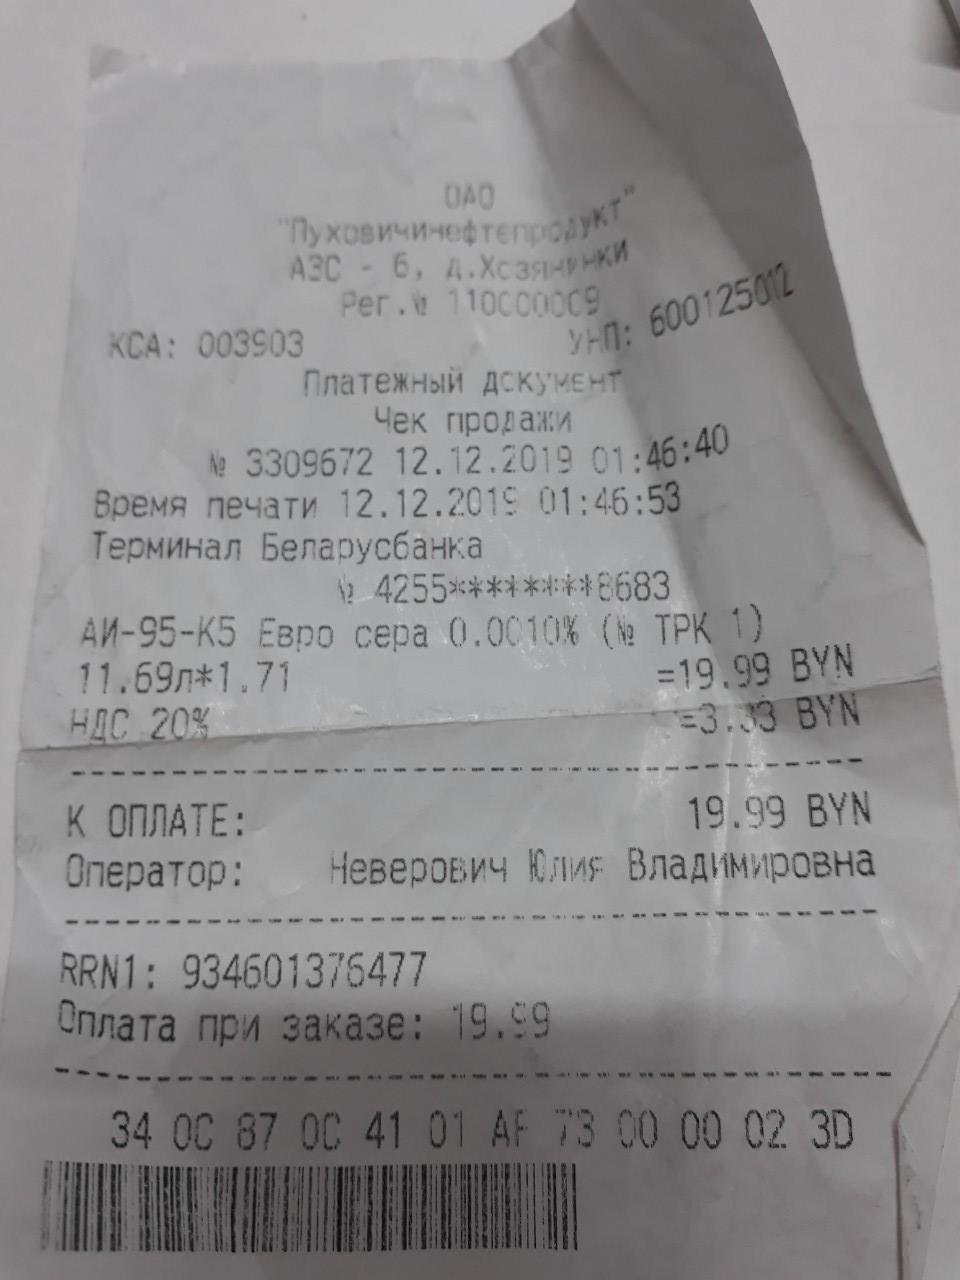 ОАО
"Пуховичинефтепродукт"
АЗС - 6, д.Хозянинки
Рег.№ 110000009
КСА: 003903 УНП: 600125012
Платежный документ
Чек продажи
№ 3309672 12.12.2019 01:46:40
Время печати 12.12.2019 01:46:53
Терминал Беларусбанка
№ 4255********8683
АИ-95-К5 Евро сера 0.0010% (№ ТРК 1)
11.69л*1.71 =19.99 BYN
НДС 20% =3.33 BYN
К ОПЛАТЕ: 19.99 BYN
Оператор: Неверович Юлия Владимировна
RRN1: 934601376477
Оплата при заказе: 19.99
34 0C 87 0C 41 01 AF 73 00 00 02 3D